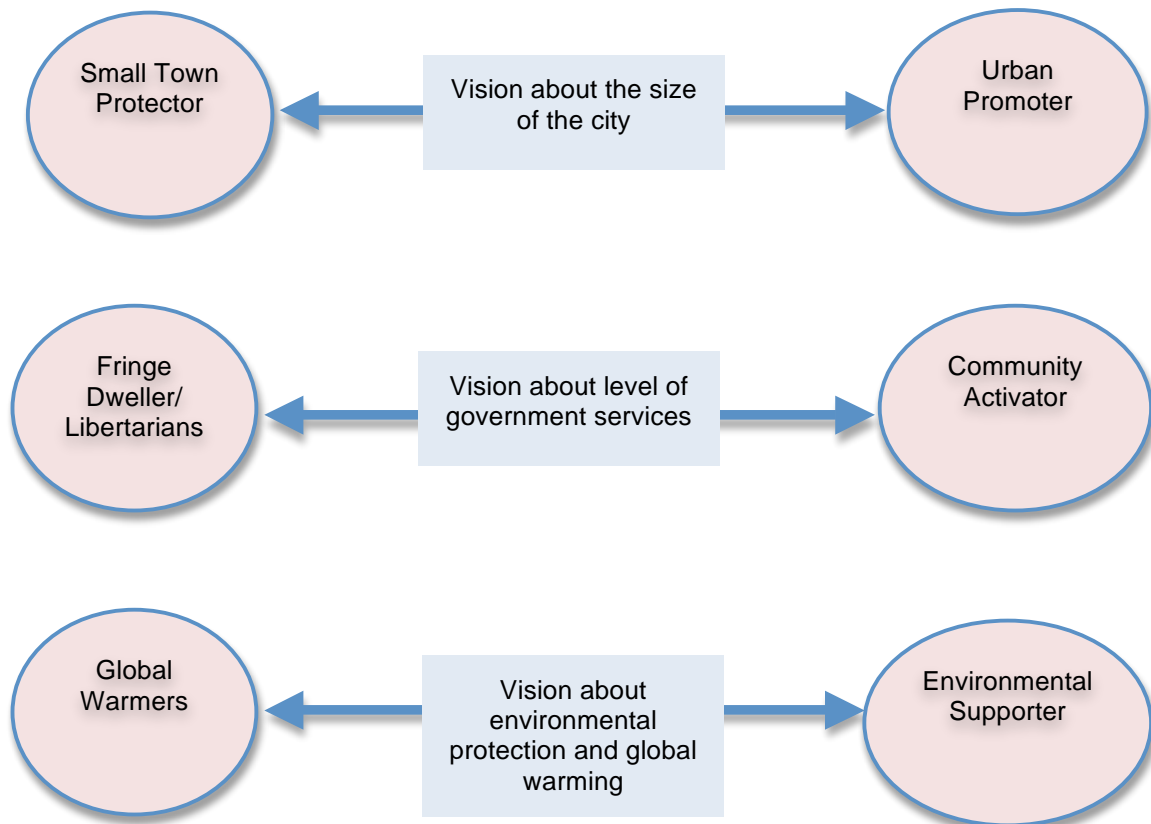 Small Town
Protector
Vision about the size
of the city
Urban
Promoter
Fringe
Dweller/
Libertarians
Vision about level of
government services
Community
Activator
Global
Warmers
Vision about
environmental
protection and global
warming
Environmental
Supporter